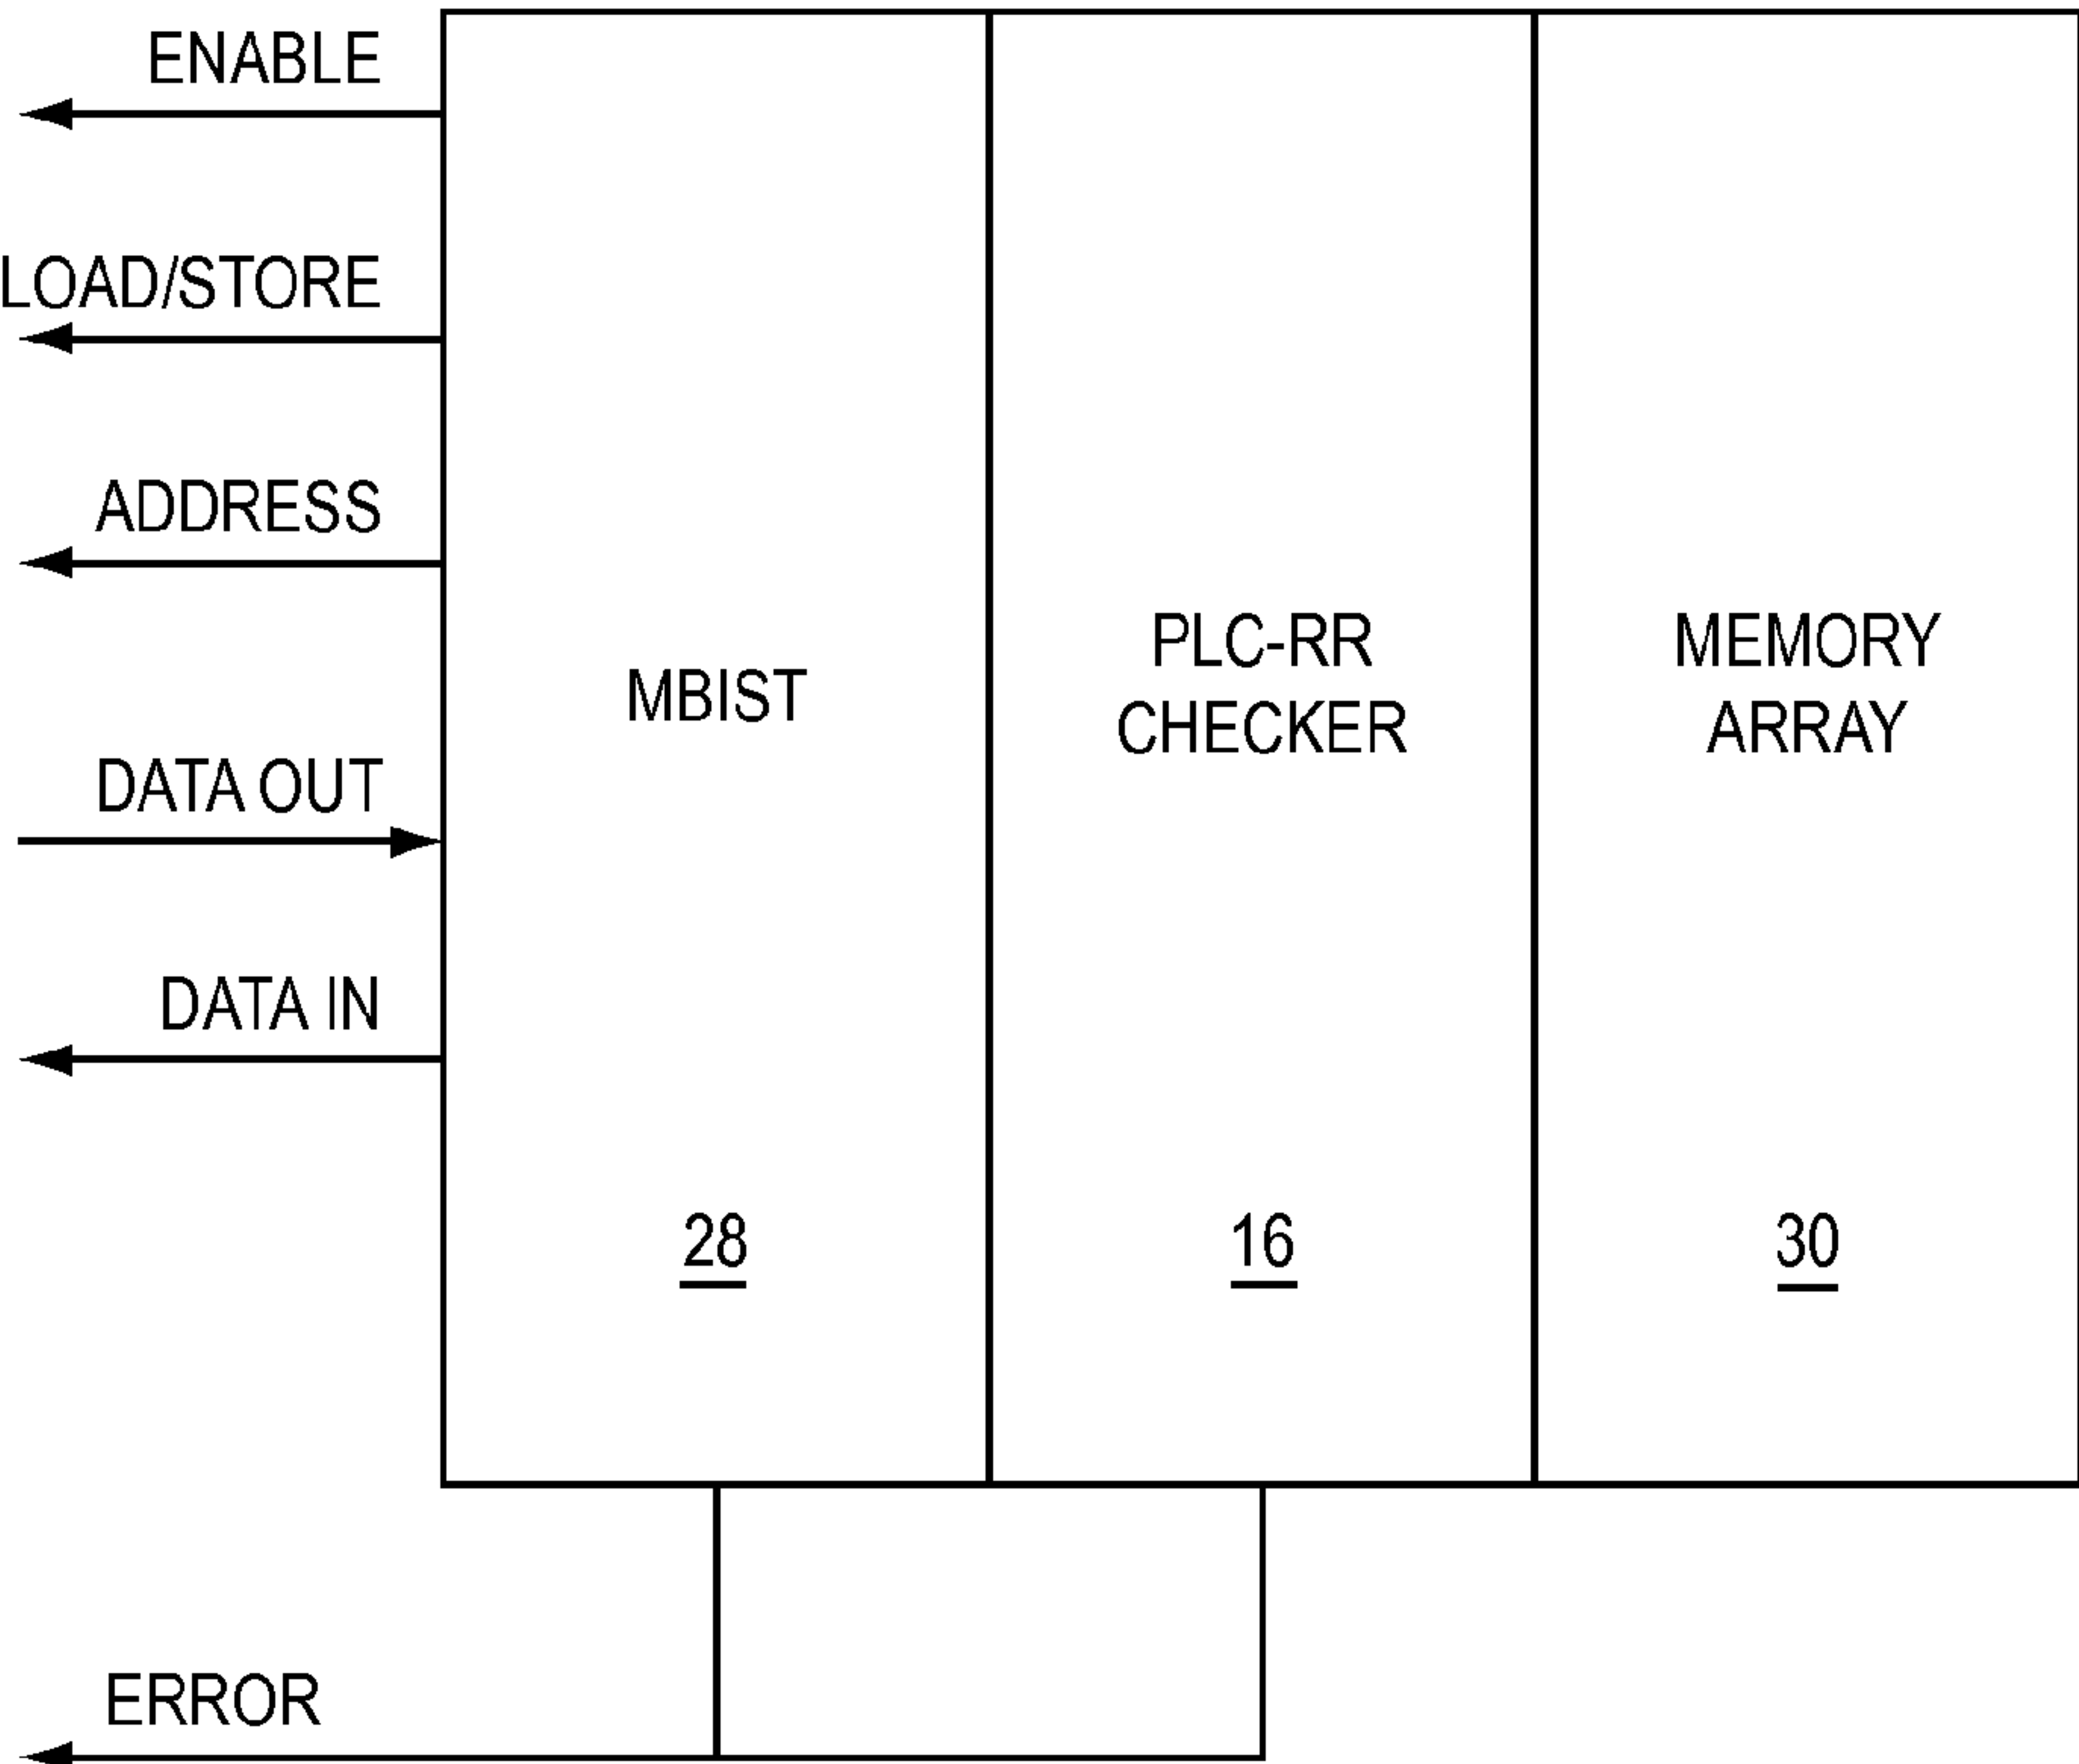 ENABLE
LOAD/STORE
ADDRESS
DATA OUT
DATA IN
MBIST
28
PLC-RR
CHECKER
16
MEMORY
ARRAY
30
ERROR